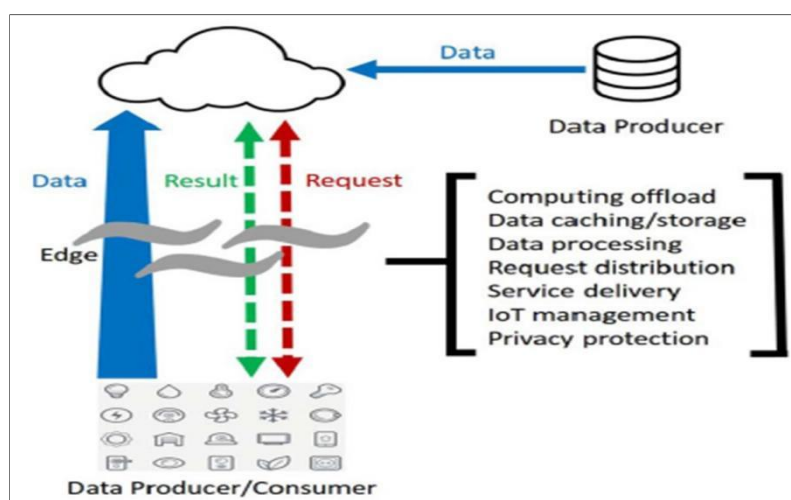 Data
Data Producer
Data
Result
Request
Edge
Computing offload
Data caching/storage
Data processing
Request distribution
Service delivery
IoT management
Privacy protection
Data Producer/Consumer